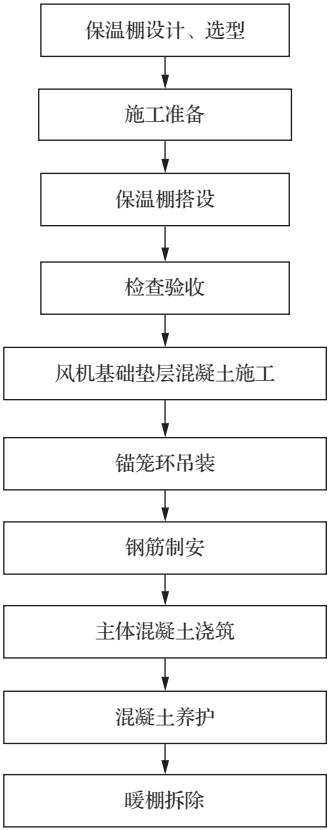 保温棚设计、选型
施工准备
保温棚搭设
检查验收
风机基础垫层混凝土施工
锚笼环吊装
钢筋制安
主体混凝土浇筑
混凝土养护
暖棚拆除